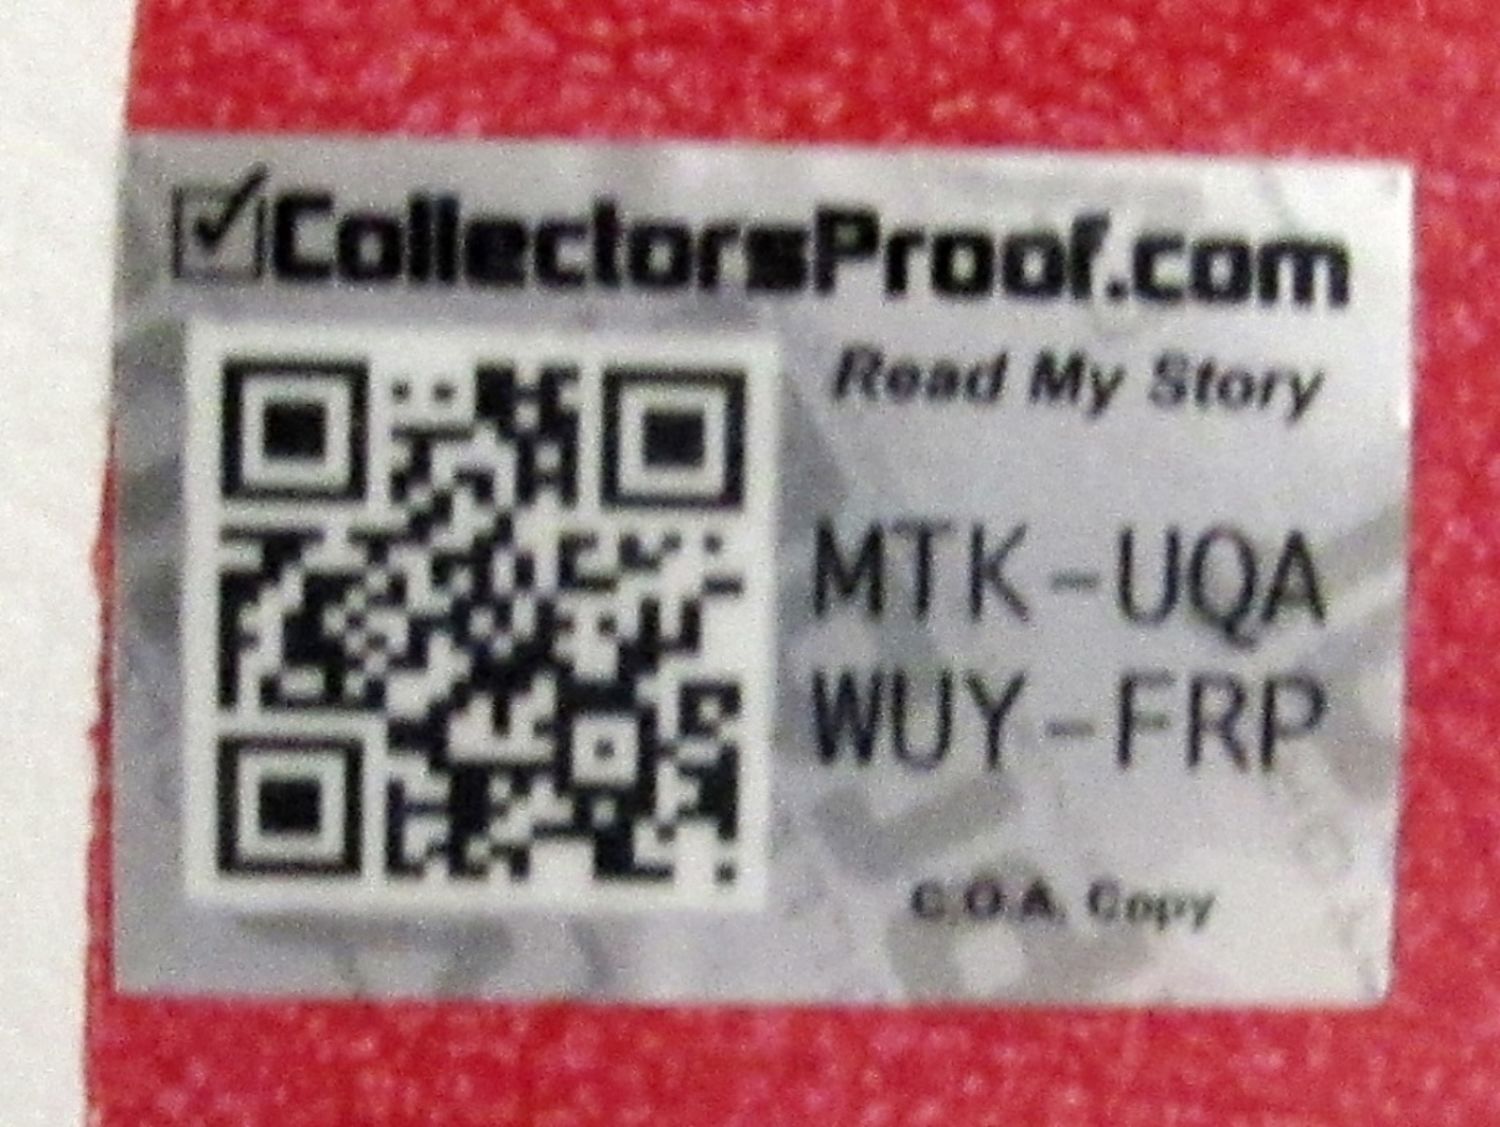 CollectorsProof.com
Read My Story
MTK-UQA
WUY-FRP
C.O.A. Copy